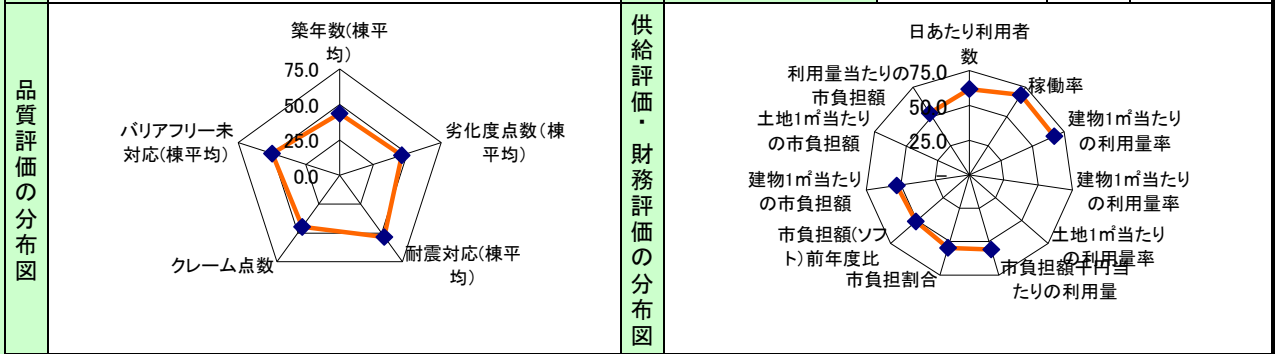 品質評価の分布図
築年数(棟平
均)
75.0
50.0
25.0
0.0
劣化度点数(棟
平均)
耐震対応(棟平
均)
クレーム点数
バリアフリー未
対応(棟平均)
供給評価・財務評価の分布図
日あたり利用者
数
75.0
50.0
25.0
－
稼働率
建物1㎡当たり
の利用量率
建物1㎡当たり
の利用量率
土地1㎡当たり
の利用量率
市負担額千円当
たりの利用量
市負担割合
市負担額(ソフ
ト)前年度比
建物1㎡当たり
の市負担額
土地1㎡当たり
の市負担額
利用量当たりの
市負担額